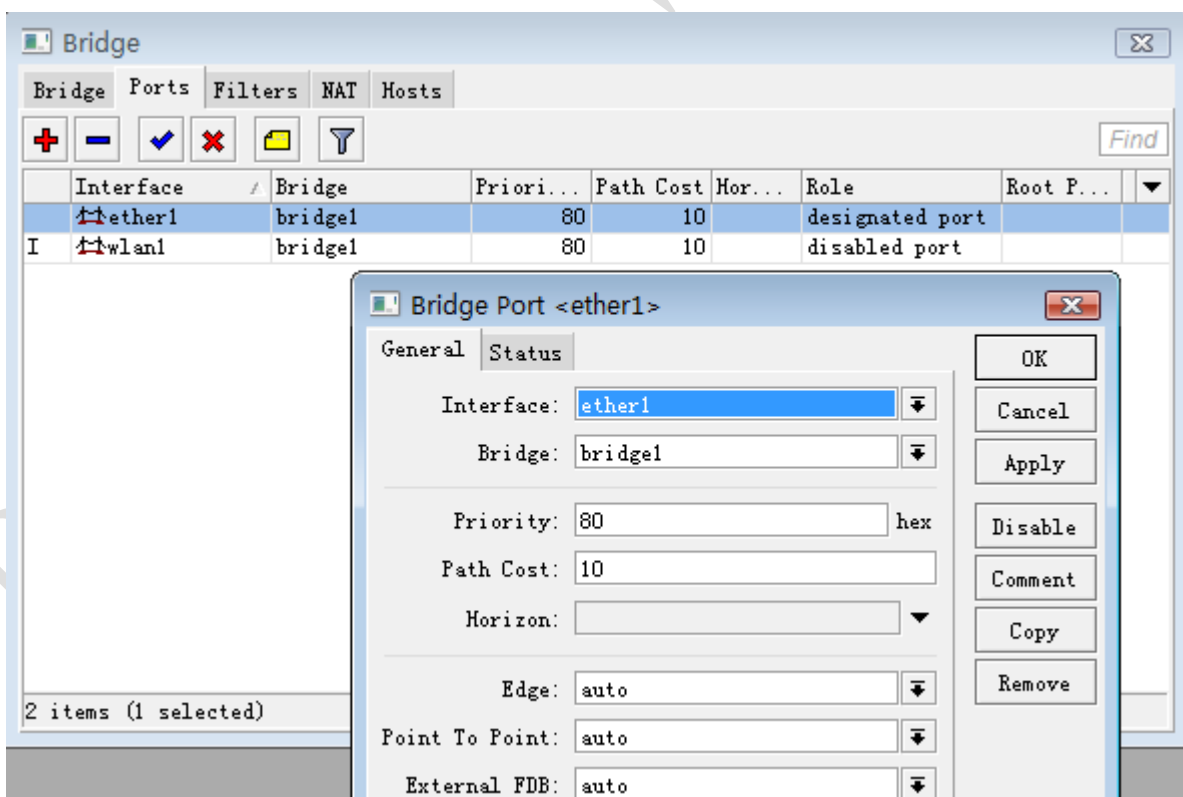 Bridge
Bridge Ports Filters NAT Hosts
Find
Interface Bridge Priori... Path Cost Hor... Role Root P...
ether1 bridge1 80 10 designated port
I wlan1 bridge1 80 10 disabled port
Bridge Port <ether1>
General Status
OK
Interface: ether1
Cancel
Bridge: bridge1
Apply
Priority: 80 hex
Disable
Path Cost: 10
Comment
Horizon:
Copy
Edge: auto
Remove
2 items (1 selected)
Point To Point: auto
External FDB: auto